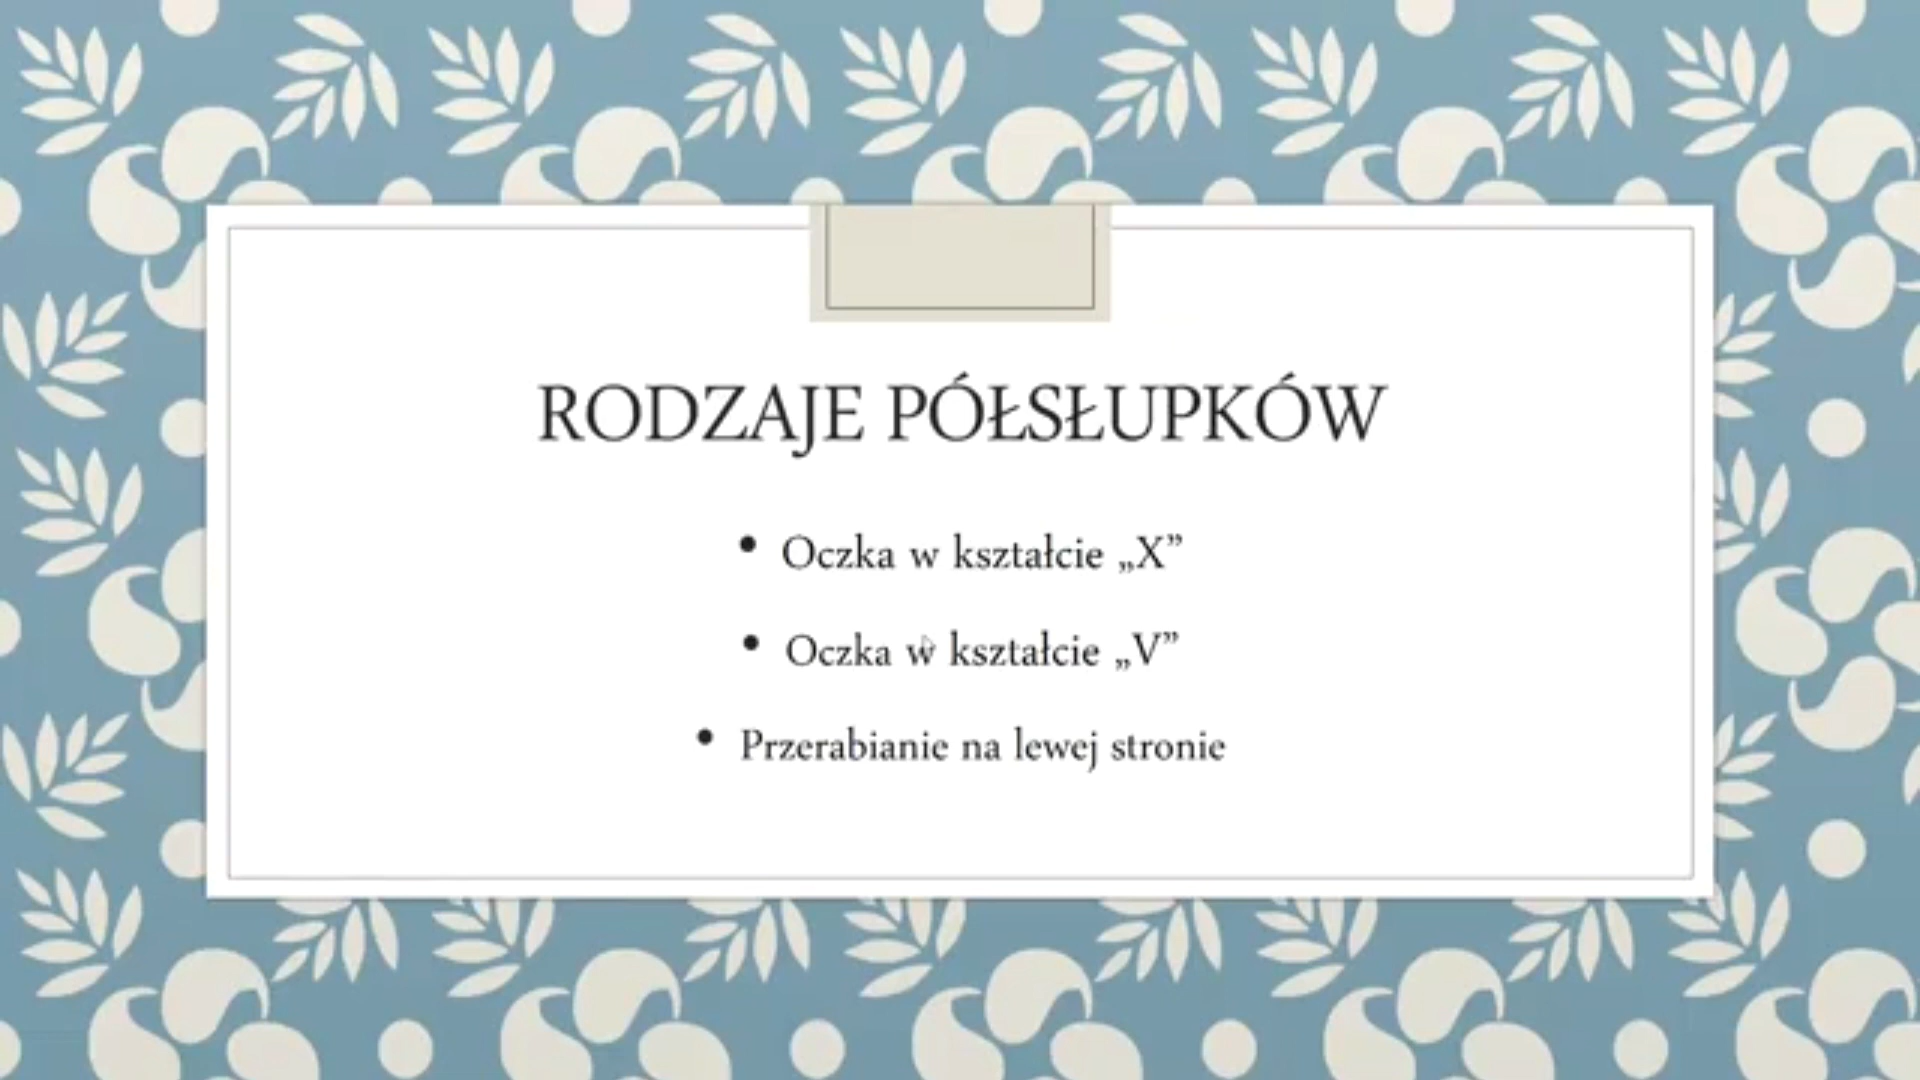 RODZAJE PÓŁSŁUPKÓW
• Oczka w kształcie „X”
• Oczka w kształcie „V”
• Przerabianie na lewej stronie